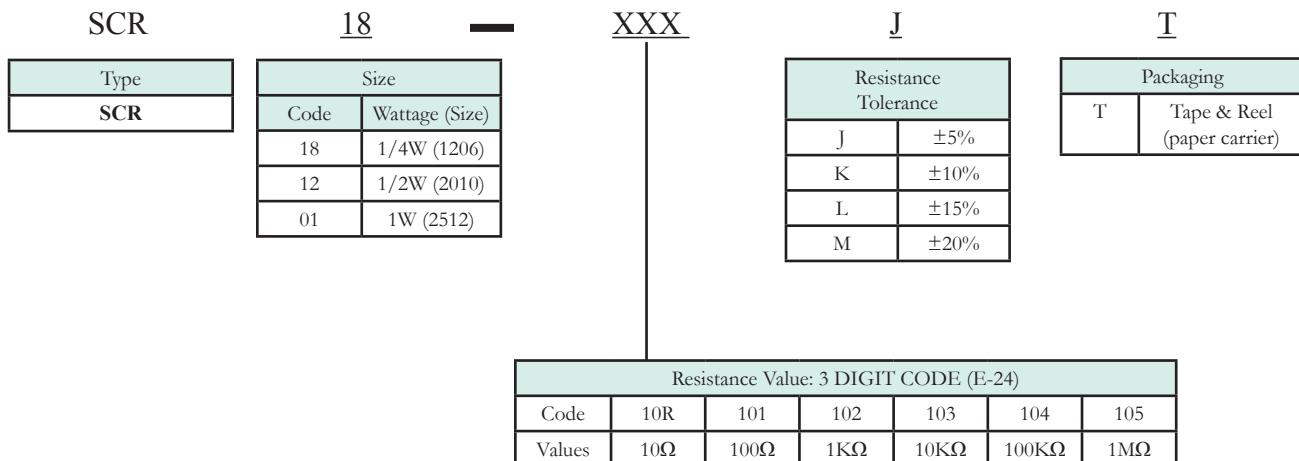 SCR 18 — XXX J T
Type
SCR
Size
Code Wattage (Size)
18 1/4W (1206)
12 1/2W (2010)
01 1W (2512)
Resistance
Tolerance
J ±5%
K ±10%
L ±15%
M ±20%
Packaging
T Tape & Reel
(paper carrier)
Resistance Value: 3 DIGIT CODE (E-24)
Code 10R 101 102 103 104 105
Values 10Ω 100Ω 1KΩ 10KΩ 100KΩ 1MΩ